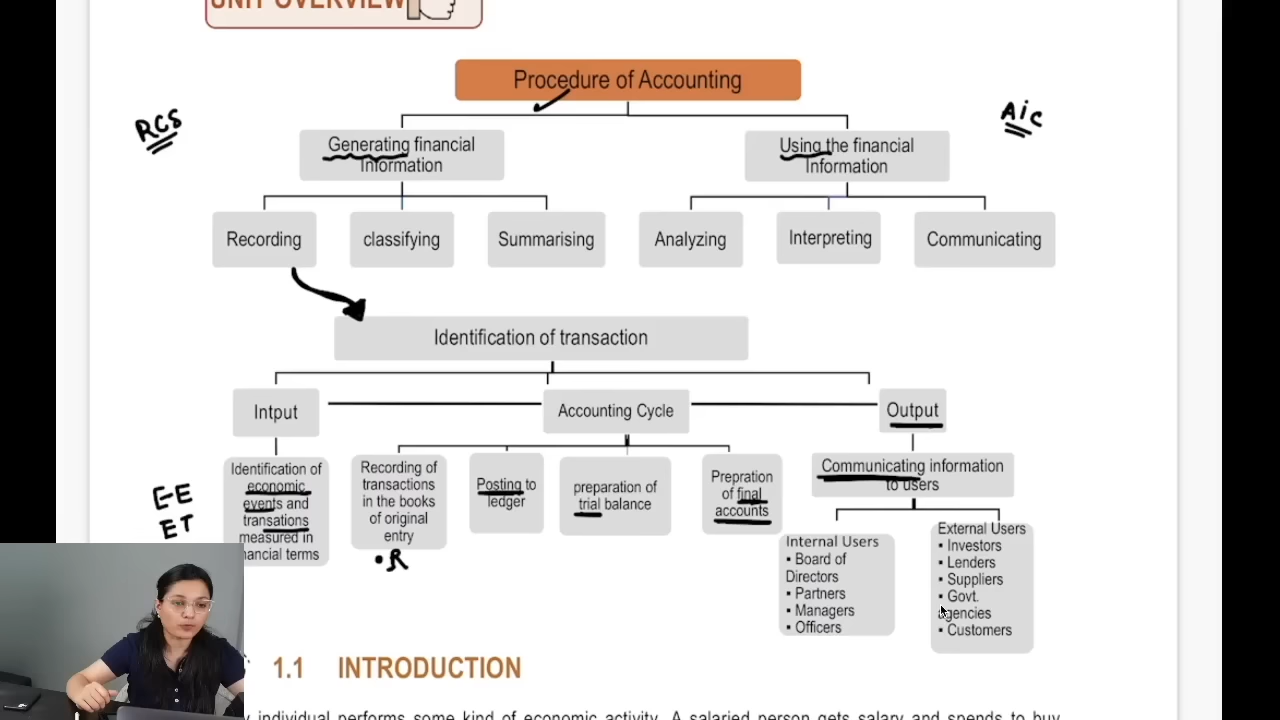 UNIT OVERVIEW
Procedure of Accounting
RCS
AiC
Generating financial
Information
Using the financial
Information
Recording
classifying
Summarising
Analyzing
Interpreting
Communicating
Identification of transaction
Intput
Accounting Cycle
Output
Identification of
economic
events and
transations
measured in
nancial terms
Recording of
transactions
in the books
of original
entry
Posting to
ledger
preparation of
trial balance
Prepration
of final
accounts
Communicating information
to users
E-E
ET
R
Internal Users
▪ Board of
Directors
▪ Partners
▪ Managers
▪ Officers
External Users
▪ Investors
▪ Lenders
▪ Suppliers
▪ Govt.
agencies
▪ Customers
1.1 INTRODUCTION
individual performs some kind of economic activity. A salaried person gets salary and spends to buy